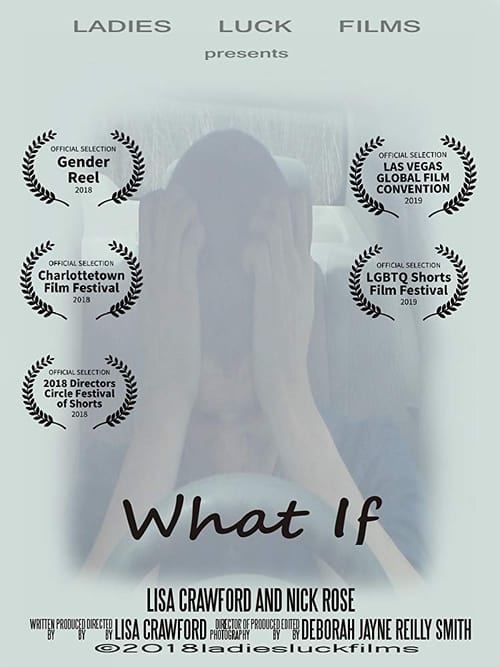 LADIES LUCK FILMS
presents
OFFICIAL SELECTION
Gender
Reel
2018
OFFICIAL SELECTION
LAS VEGAS
GLOBAL FILM
CONVENTION
2019
OFFICIAL SELECTION
Charlottetown
Film Festival
2018
OFFICIAL SELECTION
LGBTQ Shorts
Film Festival
2019
OFFICIAL SELECTION
2018 Directors
Circle Festival
of Shorts
2018
What If
LISA CRAWFORD AND NICK ROSE
WRITTEN BY PRODUCED BY DIRECTED BY LISA CRAWFORD DIRECTOR OF PHOTOGRAPHY PRODUCED BY EDITED BY DEBORAH JAYNE REILLY SMITH
©2018ladiesluckfilms